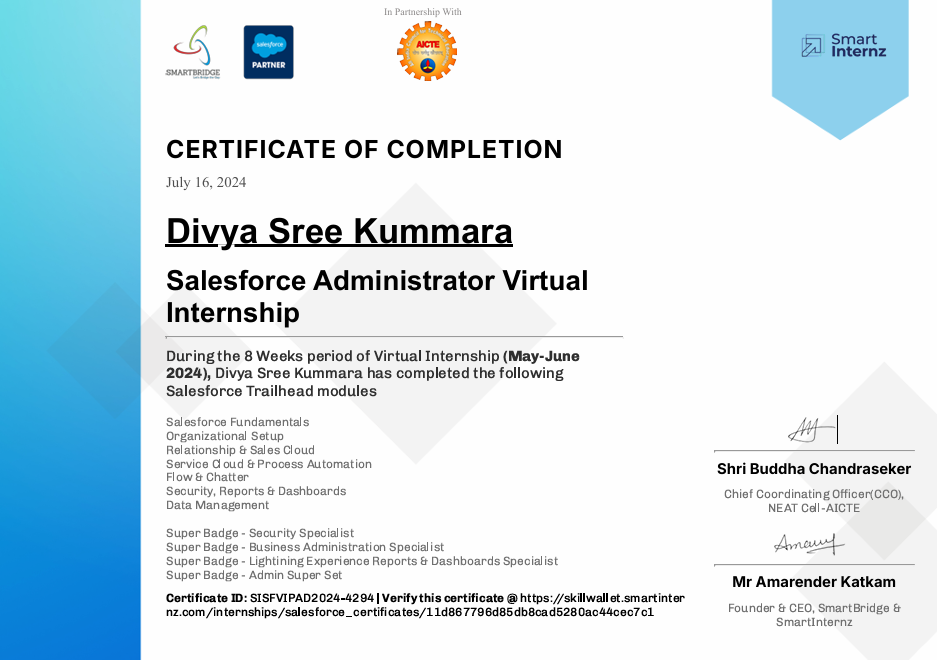 In Partnership With
SMARTBRIDGE
salesforce
PARTNER
AICTE
Smart
Internz
CERTIFICATE OF COMPLETION
July 16, 2024
Divya Sree Kummara
Salesforce Administrator Virtual
Internship
During the 8 Weeks period of Virtual Internship (May-June
2024), Divya Sree Kummara has completed the following
Salesforce Trailhead modules
Salesforce Fundamentals
Organizational Setup
Relationship & Sales Cloud
Service Cloud & Process Automation
Flow & Chatter
Security, Reports & Dashboards
Data Management
Super Badge - Security Specialist
Super Badge - Business Administration Specialist
Super Badge - Lightining Experience Reports & Dashboards Specialist
Super Badge - Admin Super Set
Certificate ID: SISFVIPAD2024-4294 | Verify this certificate @ https://skillwallet.smartinter
nz.com/internships/salesforce_certificates/11d867796d85db8cad5280ac44cec7c1
Shri Buddha Chandraseker
Chief Coordinating Officer(CCO),
NEAT Cell-AICTE
Mr Amarender Katkam
Founder & CEO, SmartBridge &
SmartInternz